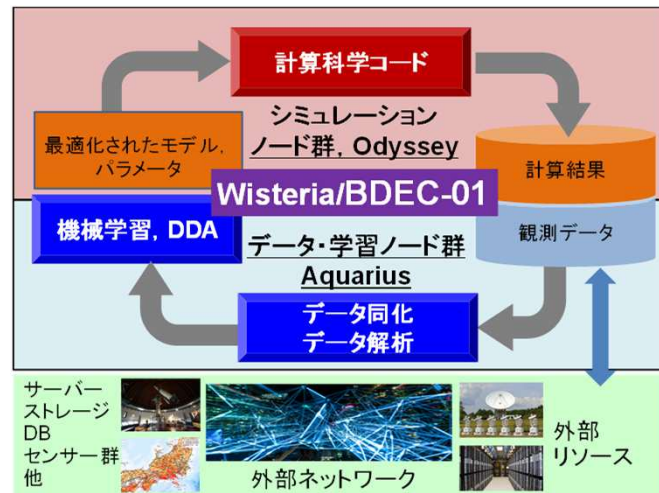 計算科学コード
シミュレーション
ノード群, Odyssey
最適化されたモデル,
パラメータ
計算結果
Wisteria/BDEC-01
機械学習, DDA
データ・学習ノード群
Aquarius
観測データ
データ同化
データ解析
サーバー
ストレージ
DB
センサー群
他
外部ネットワーク
外部
リソース